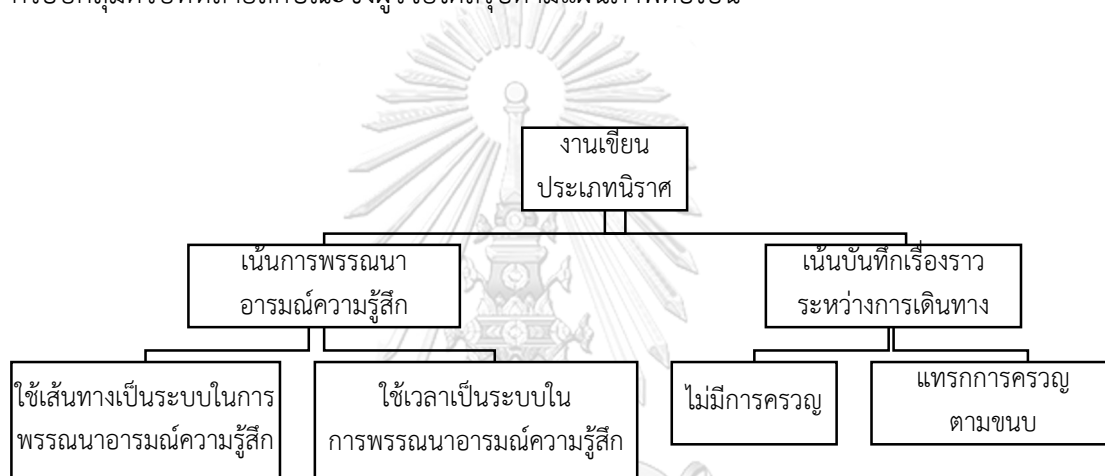 งานเขียน
ประเภทนิราศ
เน้นการพรรณนา
อารมณ์ความรู้สึก
เน้นบันทึกเรื่องราว
ระหว่างการเดินทาง
ใช้เส้นทางเป็นระบบในการ
พรรณนาอารมณ์ความรู้สึก
ใช้เวลาเป็นระบบใน
การพรรณนาอารมณ์ความรู้สึก
ไม่มีการครวญ
แทรกการครวญ
ตามขนบ